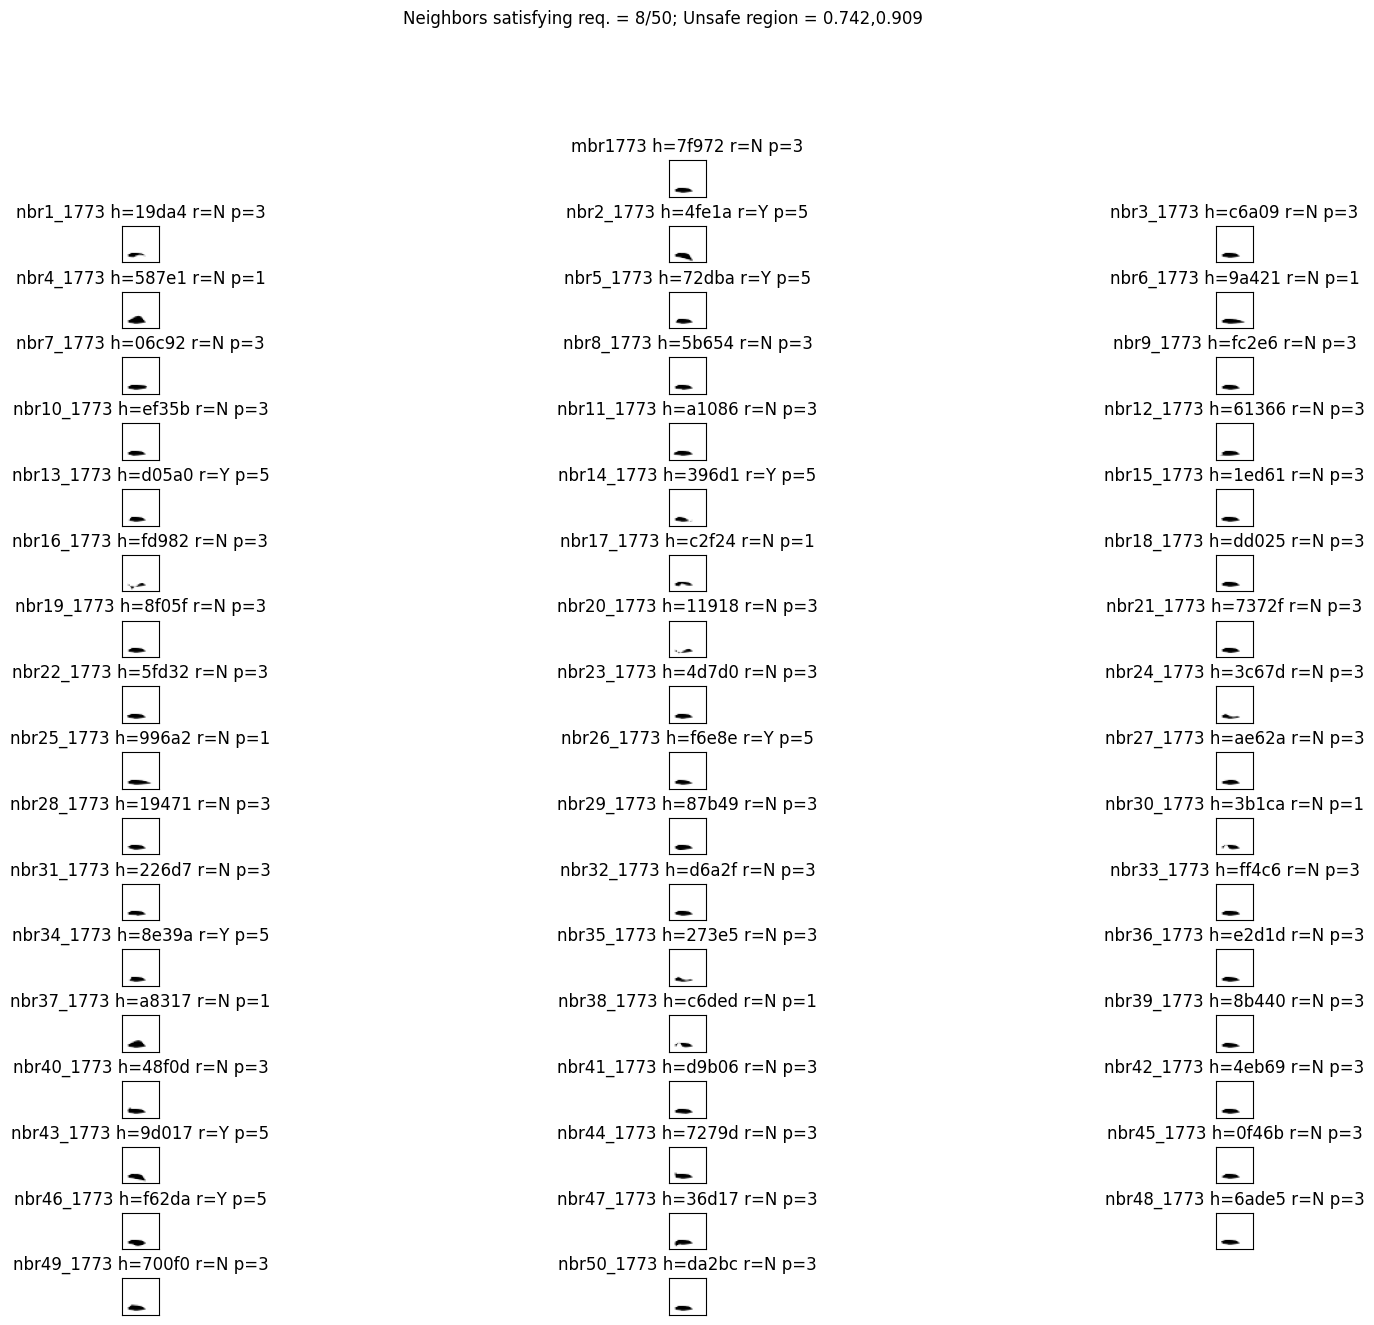 Neighbors satisfying req. = 8/50; Unsafe region = 0.742,0.909
mbr1773 h=7f972 r=N p=3
nbr1_1773 h=19da4 r=N p=3
nbr2_1773 h=4fe1a r=Y p=5
nbr3_1773 h=c6a09 r=N p=3
nbr4_1773 h=587e1 r=N p=1
nbr5_1773 h=72dba r=Y p=5
nbr6_1773 h=9a421 r=N p=1
nbr7_1773 h=06c92 r=N p=3
nbr8_1773 h=5b654 r=N p=3
nbr9_1773 h=fc2e6 r=N p=3
nbr10_1773 h=ef35b r=N p=3
nbr11_1773 h=a1086 r=N p=3
nbr12_1773 h=61366 r=N p=3
nbr13_1773 h=d05a0 r=Y p=5
nbr14_1773 h=396d1 r=Y p=5
nbr15_1773 h=1ed61 r=N p=3
nbr16_1773 h=fd982 r=N p=3
nbr17_1773 h=c2f24 r=N p=1
nbr18_1773 h=dd025 r=N p=3
nbr19_1773 h=8f05f r=N p=3
nbr20_1773 h=11918 r=N p=3
nbr21_1773 h=7372f r=N p=3
nbr22_1773 h=5fd32 r=N p=3
nbr23_1773 h=4d7d0 r=N p=3
nbr24_1773 h=3c67d r=N p=3
nbr25_1773 h=996a2 r=N p=1
nbr26_1773 h=f6e8e r=Y p=5
nbr27_1773 h=ae62a r=N p=3
nbr28_1773 h=19471 r=N p=3
nbr29_1773 h=87b49 r=N p=3
nbr30_1773 h=3b1ca r=N p=1
nbr31_1773 h=226d7 r=N p=3
nbr32_1773 h=d6a2f r=N p=3
nbr33_1773 h=ff4c6 r=N p=3
nbr34_1773 h=8e39a r=Y p=5
nbr35_1773 h=273e5 r=N p=3
nbr36_1773 h=e2d1d r=N p=3
nbr37_1773 h=a8317 r=N p=1
nbr38_1773 h=c6ded r=N p=1
nbr39_1773 h=8b440 r=N p=3
nbr40_1773 h=48f0d r=N p=3
nbr41_1773 h=d9b06 r=N p=3
nbr42_1773 h=4eb69 r=N p=3
nbr43_1773 h=9d017 r=Y p=5
nbr44_1773 h=7279d r=N p=3
nbr45_1773 h=0f46b r=N p=3
nbr46_1773 h=f62da r=Y p=5
nbr47_1773 h=36d17 r=N p=3
nbr48_1773 h=6ade5 r=N p=3
nbr49_1773 h=700f0 r=N p=3
nbr50_1773 h=da2bc r=N p=3